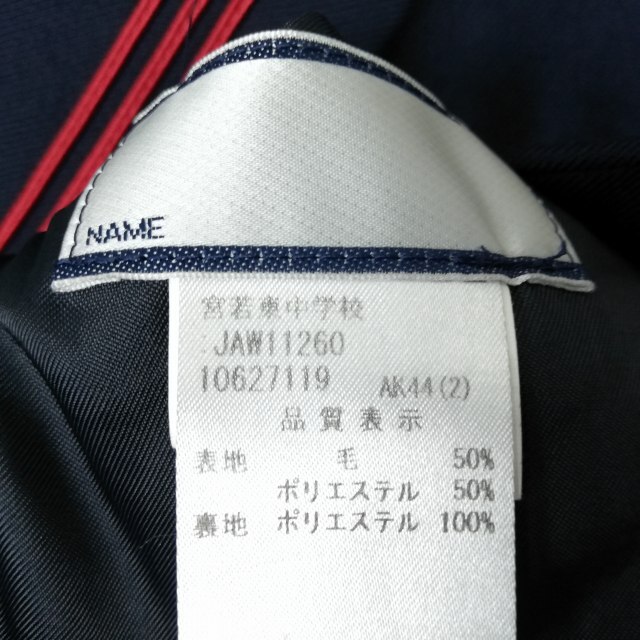 NAME
宮若東中学校
:JAW11260
10627119 AK44(2)
品質表示
表地 毛 50%
ポリエステル 50%
裏地 ポリエステル 100%